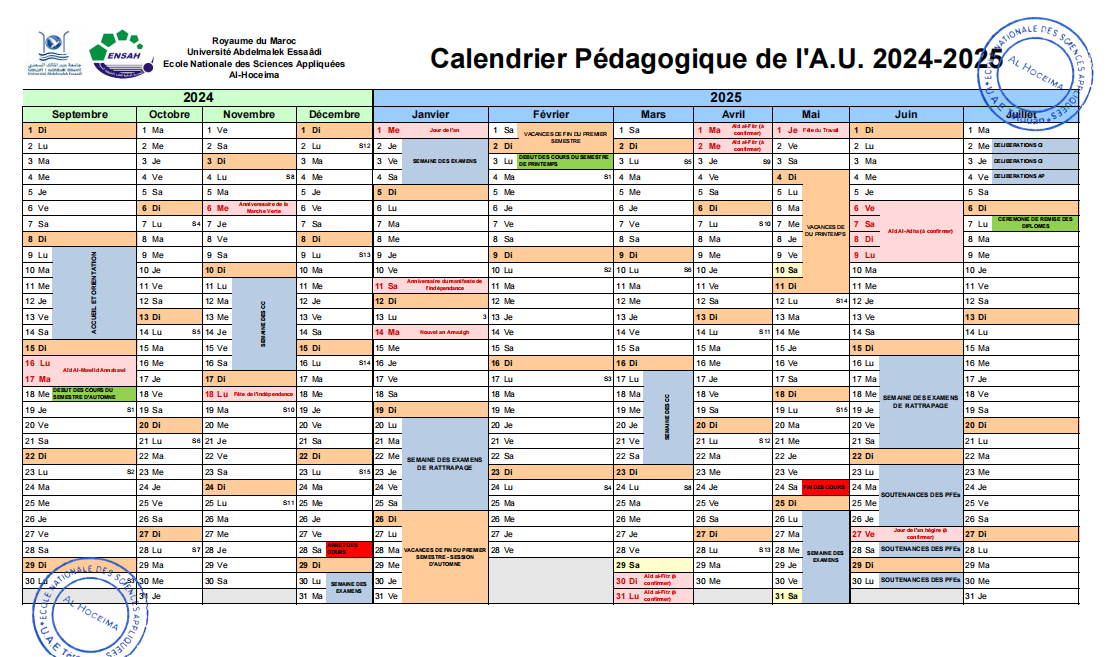 Royaume du Maroc
Université Abdelmalek Essaâdi
Ecole Nationale des Sciences Appliquées
Al-Hoceima
ENSAH
Calendrier Pédagogique de l'A.U. 2024-2025
2024
2025
Septembre
1 Di
2 Lu
3 Ma
4 Me
5 Je
6 Ve
7 Sa
8 Di
9 Lu
10 Ma
11 Me
12 Je
13 Ve
14 Sa
ACCUEIL ET ORIENTATION
15 Di
16 Lu
17 Ma
Aïd Al-Mawlid Annabawi
18 Me DEBUT DES COURS DU
SEMESTRE D'AUTOMNE
19 Je S1
20 Ve
21 Sa
22 Di
23 Lu S2
24 Ma
25 Me
26 Je
27 Ve
28 Sa
29 Di
30 Lu S3
Octobre
1 Ma
2 Me
3 Je
4 Ve
5 Sa
6 Di
7 Lu S4
8 Ma
9 Me
10 Je
11 Ve
12 Sa
13 Di
14 Lu S5
15 Ma
16 Me
17 Je
18 Ve
19 Sa
20 Di
21 Lu S6
22 Ma
23 Me
24 Je
25 Ve
26 Sa
27 Di
28 Lu S7
29 Ma
30 Me
31 Je
Novembre
1 Ve
2 Sa
3 Di
4 Lu S8
5 Ma
6 Me Anniversaire de la
Marche Verte
7 Je
8 Ve
9 Sa
10 Di
11 Lu
12 Ma
13 Me
14 Je
15 Ve
16 Sa
SEMAINE DES CC
17 Di
18 Lu Fête de l'indépendance
19 Ma S10
20 Me
21 Je
22 Ve
23 Sa
24 Di
25 Lu S11
26 Ma
27 Me
28 Je
29 Ve
30 Sa
Décembre
1 Di
2 Lu S12
3 Ma
4 Me
5 Je
6 Ve
7 Sa
8 Di
9 Lu S13
10 Ma
11 Me
12 Je
13 Ve
14 Sa
15 Di
16 Lu S14
17 Ma
18 Me
19 Je
20 Ve
21 Sa
22 Di
23 Lu S15
24 Ma
25 Me
26 Je
27 Ve
28 Sa ARRET DES
COURS
29 Di
30 Lu
31 Ma
SEMAINE DES
EXAMENS
Janvier
1 Me Jour de l'an
2 Je
3 Ve
4 Sa
SEMAINE DES EXAMENS
5 Di
6 Lu
7 Ma
8 Me
9 Je
10 Ve
11 Sa Anniversaire du manifeste de
l'indépendance
12 Di
13 Lu 3
14 Ma Nouvel an Amazigh
15 Me
16 Je
17 Ve
18 Sa
19 Di
20 Lu
21 Ma
22 Me
23 Je
24 Ve
25 Sa
SEMAINE DES EXAMENS
DE RATTRAPAGE
26 Di
27 Lu
28 Ma
29 Me
30 Je
31 Ve
VACANCES DE FIN DU PREMIER
SEMESTRE - SESSION
D'AUTOMNE
Février
1 Sa
2 Di
VACANCES DE FIN DU PREMIER
SEMESTRE
3 Lu DEBUT DES COURS DU SEMESTRE
DE PRINTEMPS
4 Ma S1
5 Me
6 Je
7 Ve
8 Sa
9 Di
10 Lu S2
11 Ma
12 Me
13 Je
14 Ve
15 Sa
16 Di
17 Lu S3
18 Ma
19 Me
20 Je
21 Ve
22 Sa
23 Di
24 Lu S4
25 Ma
26 Me
27 Je
28 Ve
Mars
1 Sa
2 Di
3 Lu S5
4 Ma
5 Me
6 Je
7 Ve
8 Sa
9 Di
10 Lu S6
11 Ma
12 Me
13 Je
14 Ve
15 Sa
16 Di
17 Lu
18 Ma
19 Me
20 Je
21 Ve
22 Sa
SEMAINE DES CC
23 Di
24 Lu S8
25 Ma
26 Me
27 Je
28 Ve
29 Sa
30 Di Aïd al-Fitr (à
confirmer)
31 Lu Aïd al-Fitr (à
confirmer)
Avril
1 Ma Aïd al-Fitr (à
confirmer)
2 Me Aïd al-Fitr (à
confirmer)
3 Je S9
4 Ve
5 Sa
6 Di
7 Lu S10
8 Ma
9 Me
10 Je
11 Ve
12 Sa
13 Di
14 Lu S11
15 Ma
16 Me
17 Je
18 Ve
19 Sa
20 Di
21 Lu S12
22 Ma
23 Me
24 Je
25 Ve
26 Sa
27 Di
28 Lu S13
29 Ma
30 Me
Mai
1 Je Fête du Travail
2 Ve
3 Sa
4 Di
5 Lu
6 Ma
7 Me
8 Je
9 Ve
10 Sa
11 Di
VACANCES DE
DU PRINTEMPS
12 Lu S14
13 Ma
14 Me
15 Je
16 Ve
17 Sa
18 Di
19 Lu S15
20 Ma
21 Me
22 Je
23 Ve
24 Sa FIN DES COURS
25 Di
26 Lu
27 Ma
28 Me
29 Je
30 Ve
31 Sa
SEMAINE DES
EXAMENS
Juin
1 Di
2 Lu
3 Ma
4 Me
5 Je
6 Ve
7 Sa
8 Di
9 Lu
Aïd Al-Adha (à confirmer)
10 Ma
11 Me
12 Je
13 Ve
14 Sa
15 Di
16 Lu
17 Ma
18 Me
19 Je
20 Ve
21 Sa
SEMAINE DES EXAMENS
DE RATTRAPAGE
22 Di
23 Lu
24 Ma
25 Me
26 Je
SOUTENANCES DES PFEs
27 Ve Jour de l'an hégire (à
confirmer)
28 Sa SOUTENANCES DES PFEs
29 Di
30 Lu SOUTENANCES DES PFEs
Juillet
1 Ma
2 Me DELIBERATIONS CI
3 Je DELIBERATIONS CI
4 Ve DELIBERATIONS AP
5 Sa
6 Di
7 Lu CEREMONIE DE REMISE DES
DIPLOMES
8 Ma
9 Me
10 Je
11 Ve
12 Sa
13 Di
14 Lu
15 Ma
16 Me
17 Je
18 Ve
19 Sa
20 Di
21 Lu
22 Ma
23 Me
24 Je
25 Ve
26 Sa
27 Di
28 Lu
29 Ma
30 Me
31 Je
ECOLE NATIONALE DES SCIENCES APPLIQUEES
AL HOCEIMA
ECOLE NATIONALE DES SCIENCES APPLIQUEES
AL HOCEIMA